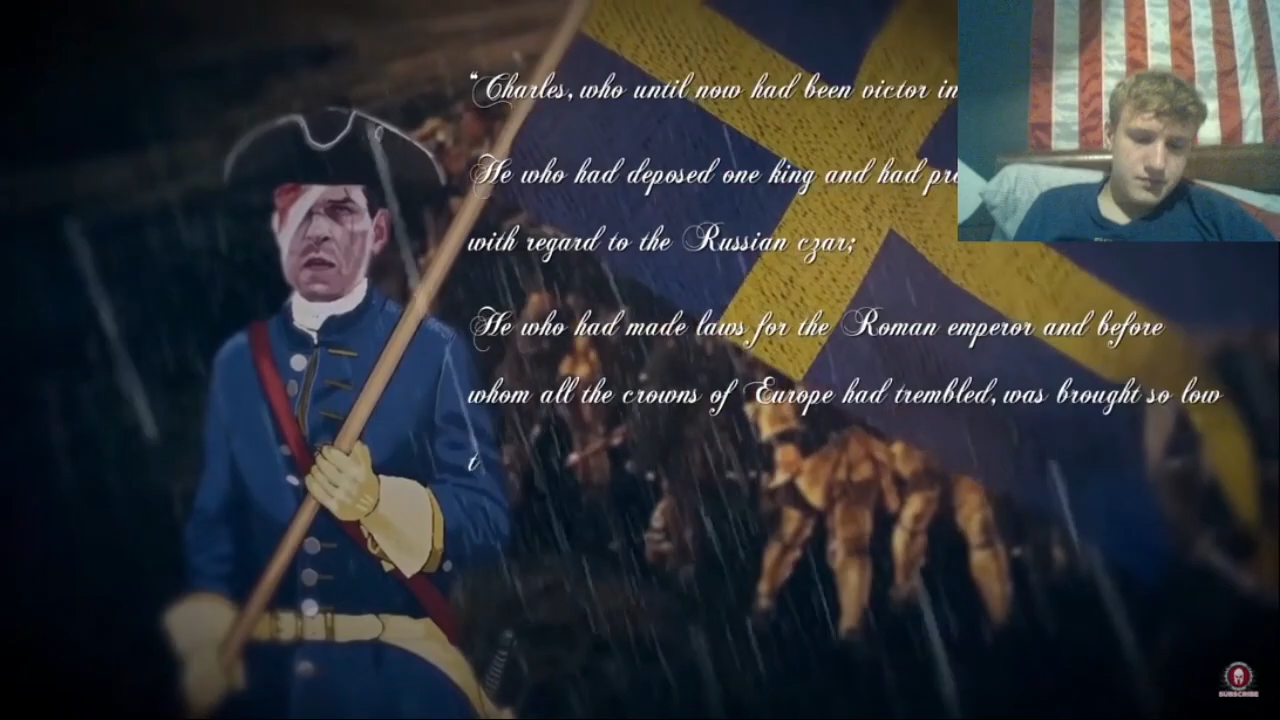 "Charles, who until now had been victor in
He who had deposed one king and had
with regard to the Russian czar;
He who had made laws for the Roman emperor and before
whom all the crowns of Europe had trembled, was brought so low
t
SUBSCRIBE